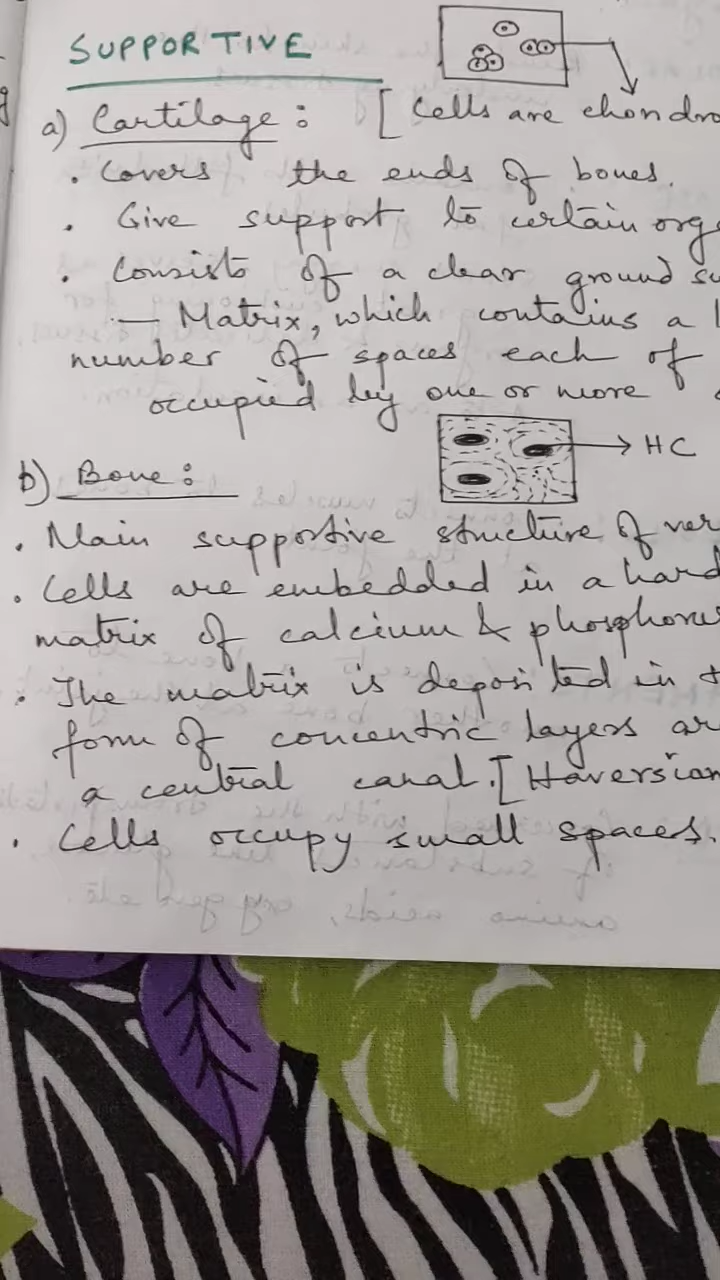 SUPPORTIVE
a) Cartilage : [ Cells are chondro
. Covers the ends of bones.
. Give support to certain orga
. Consists of a clear ground su
:- Matrix, which contains a l
number of spaces each of
occupied by one or more
HC
b) Bone :
. Main supportive structure of ver
. Cells are embedded in a hard
matrix of calcium & phosphorus
. The matrix is deposited in t
form of concentric layers ar
a central canal. [ Haversian
. Cells occupy small spaces.